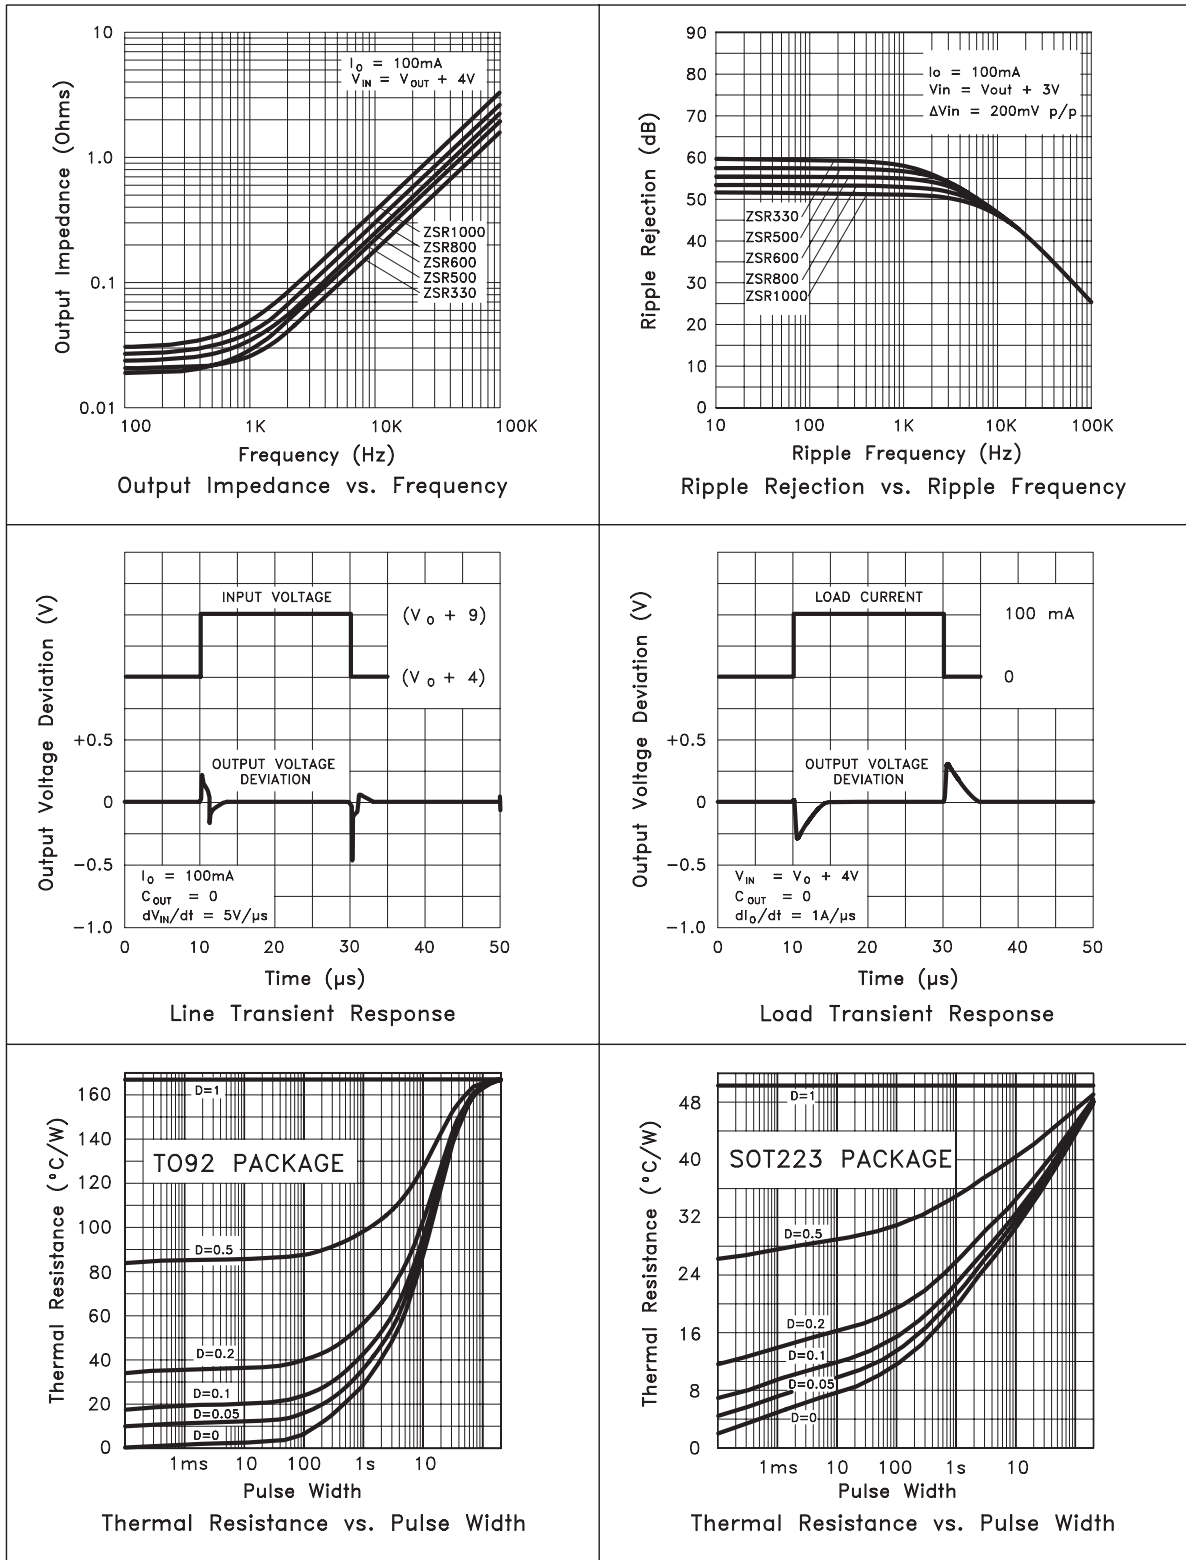 10
1.0
0.1
0.01
Output Impedance (Ohms)
I_O = 100mA
V_IN = V_OUT + 4V
ZSR1000
ZSR800
ZSR600
ZSR500
ZSR330
100 1K 10K 100K
Frequency (Hz)
Output Impedance vs. Frequency
90
80
70
60
50
40
30
20
10
0
Ripple Rejection (dB)
Io = 100mA
Vin = Vout + 3V
ΔVin = 200mV p/p
ZSR330
ZSR500
ZSR600
ZSR800
ZSR1000
10 100 1K 10K 100K
Ripple Frequency (Hz)
Ripple Rejection vs. Ripple Frequency
Output Voltage Deviation (V)
INPUT VOLTAGE
(V_O + 9)
(V_O + 4)
+0.5
0
-0.5
-1.0
OUTPUT VOLTAGE
DEVIATION
I_O = 100mA
C_OUT = 0
dV_IN/dt = 5V/µs
0 10 20 30 40 50
Time (µs)
Line Transient Response
Output Voltage Deviation (V)
LOAD CURRENT
100 mA
0
+0.5
0
-0.5
-1.0
OUTPUT VOLTAGE
DEVIATION
V_IN = V_O + 4V
C_OUT = 0
dI_O/dt = 1A/µs
0 10 20 30 40 50
Time (µs)
Load Transient Response
160
140
120
100
80
60
40
20
0
Thermal Resistance (°C/W)
D=1
TO92 PACKAGE
D=0.5
D=0.2
D=0.1
D=0.05
D=0
1ms 10 100 1s 10
Pulse Width
Thermal Resistance vs. Pulse Width
48
40
32
24
16
8
0
Thermal Resistance (°C/W)
D=1
SOT223 PACKAGE
D=0.5
D=0.2
D=0.1
D=0.05
D=0
1ms 10 100 1s 10
Pulse Width
Thermal Resistance vs. Pulse Width